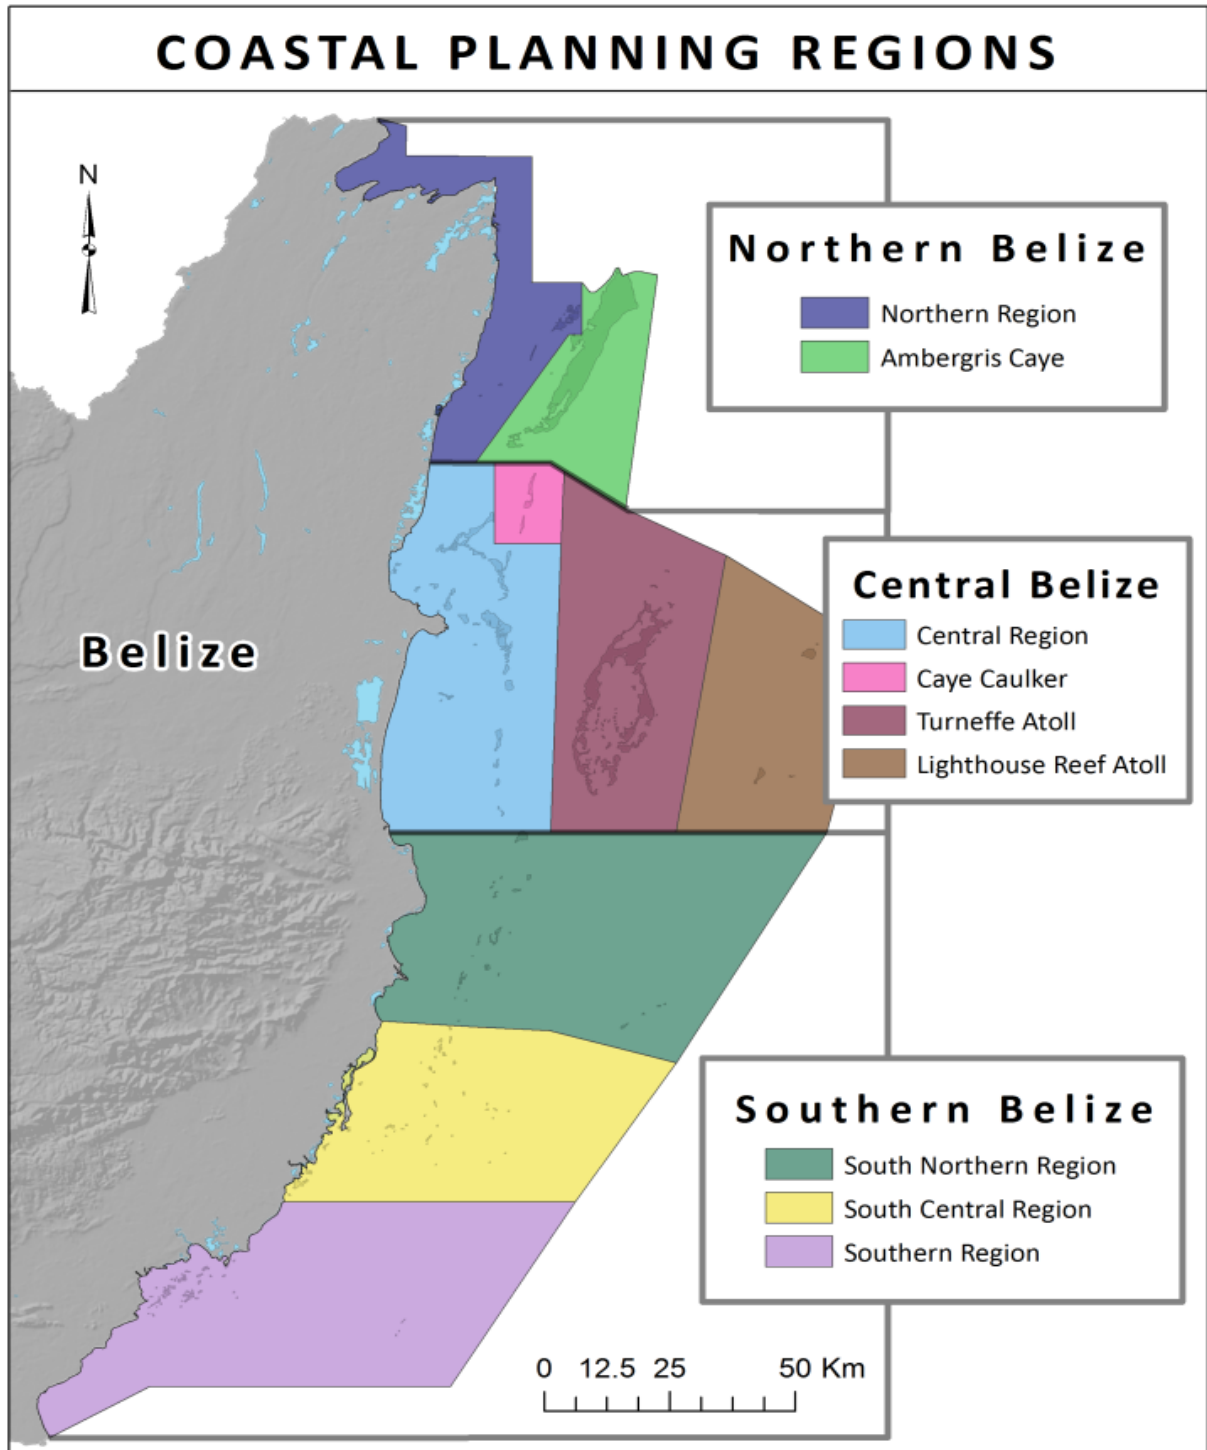 COASTAL PLANNING REGIONS
N
Northern Belize
Northern Region
Ambergris Caye
Belize
Central Belize
Central Region
Caye Caulker
Turneffe Atoll
Lighthouse Reef Atoll
Southern Belize
South Northern Region
South Central Region
Southern Region
0 12.5 25 50 Km